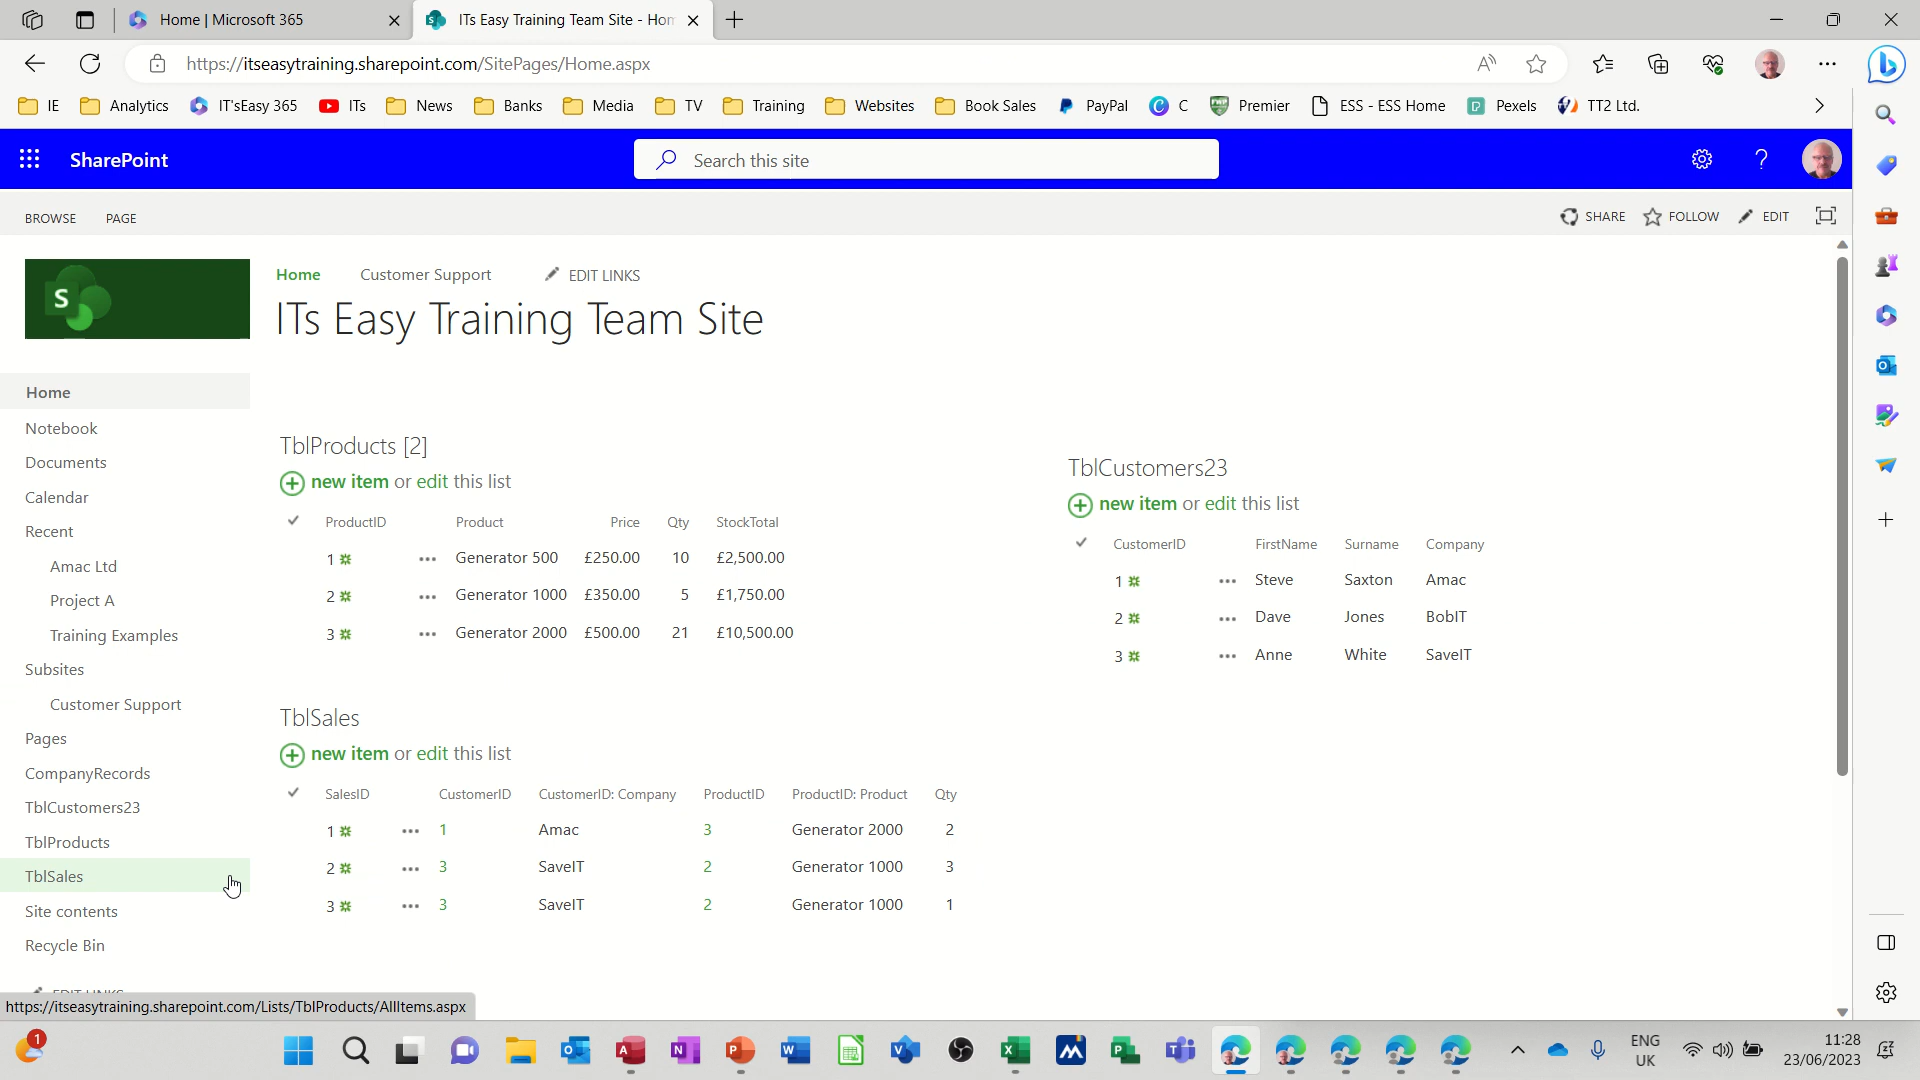 Home | Microsoft 365
ITs Easy Training Team Site - Hom
https://itseasytraining.sharepoint.com/SitePages/Home.aspx
IE Analytics IT'sEasy 365 ITs News Banks Media TV Training Websites Book Sales PayPal C Premier ESS - ESS Home Pexels TT2 Ltd.
SharePoint
Search this site
BROWSE PAGE
SHARE FOLLOW EDIT
S
Home Customer Support EDIT LINKS
ITs Easy Training Team Site
Home
Notebook
Documents
Calendar
Recent
Amac Ltd
Project A
Training Examples
Subsites
Customer Support
Pages
CompanyRecords
TblCustomers23
TblProducts
TblSales
Site contents
Recycle Bin
EDIT LINKS
TblProducts [2]
new item or edit this list
ProductID Product Price Qty StockTotal
1 Generator 500 £250.00 10 £2,500.00
2 Generator 1000 £350.00 5 £1,750.00
3 Generator 2000 £500.00 21 £10,500.00
TblCustomers23
new item or edit this list
CustomerID FirstName Surname Company
1 Steve Saxton Amac
2 Dave Jones BobIT
3 Anne White SaveIT
TblSales
new item or edit this list
SalesID CustomerID CustomerID: Company ProductID ProductID: Product Qty
1 1 Amac 3 Generator 2000 2
2 3 SaveIT 2 Generator 1000 3
3 3 SaveIT 2 Generator 1000 1
https://itseasytraining.sharepoint.com/Lists/TblProducts/AllItems.aspx
1
ENG
UK
11:28
23/06/2023